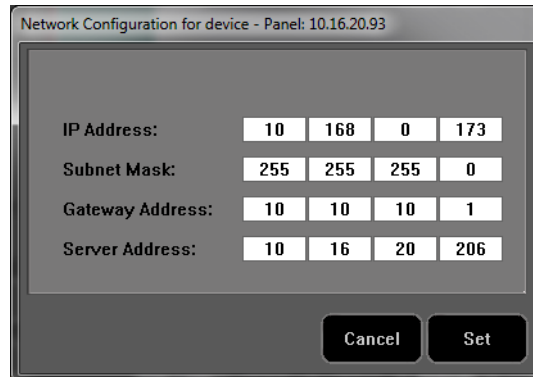 Network Configuration for device - Panel: 10.16.20.93
IP Address: 10 168 0 173
Subnet Mask: 255 255 255 0
Gateway Address: 10 10 10 1
Server Address: 10 16 20 206
Cancel Set